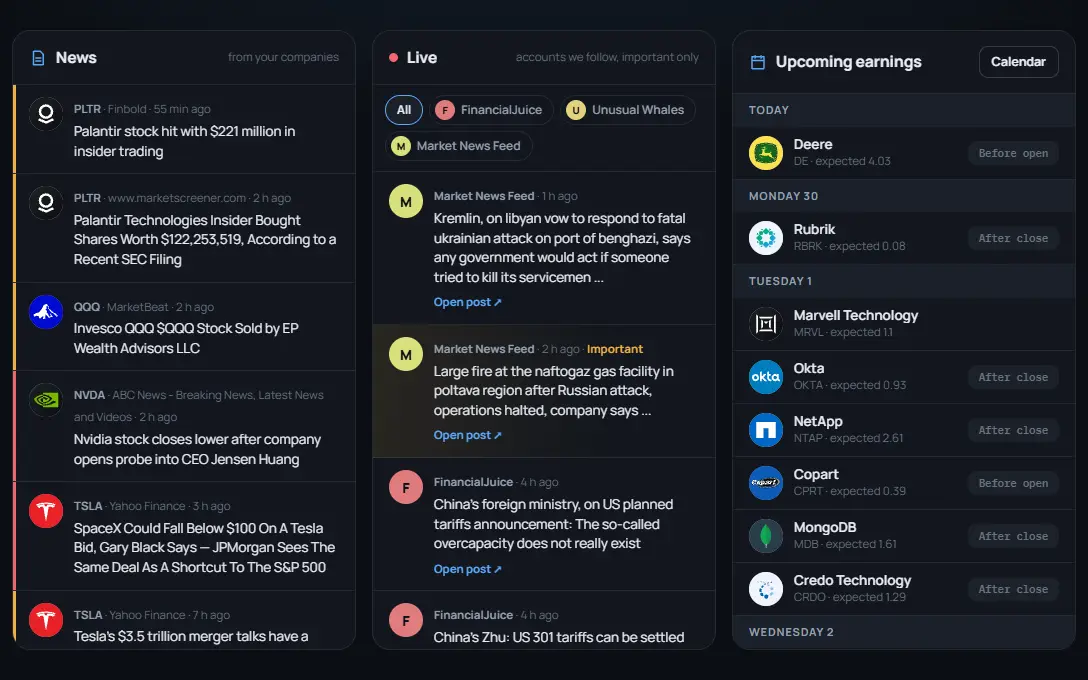 News
from your companies
PLTR · Finbold · 55 min ago
Palantir stock hit with $221 million in
insider trading
PLTR · www.marketscreener.com · 2 h ago
Palantir Technologies Insider Bought
Shares Worth $122,253,519, According to a
Recent SEC Filing
QQQ · MarketBeat · 2 h ago
Invesco QQQ $QQQ Stock Sold by EP
Wealth Advisors LLC
NVDA · ABC News - Breaking News, Latest News
and Videos · 2 h ago
Nvidia stock closes lower after company
opens probe into CEO Jensen Huang
TSLA · Yahoo Finance · 3 h ago
SpaceX Could Fall Below $100 On A Tesla
Bid, Gary Black Says — JPMorgan Sees The
Same Deal As A Shortcut To The S&P 500
TSLA · Yahoo Finance · 7 h ago
Tesla's $3.5 trillion merger talks have a
Live
accounts we follow, important only
All
F FinancialJuice
U Unusual Whales
M Market News Feed
M
Market News Feed · 1 h ago
Kremlin, on libyan vow to respond to fatal
ukrainian attack on port of benghazi, says
any government would act if someone
tried to kill its servicemen ...
Open post ↗
M
Market News Feed · 2 h ago · Important
Large fire at the naftogaz gas facility in
poltava region after Russian attack,
operations halted, company says ...
Open post ↗
F
FinancialJuice · 4 h ago
China's foreign ministry, on US planned
tariffs announcement: The so-called
overcapacity does not really exist
Open post ↗
F
FinancialJuice · 4 h ago
China's Zhu: US 301 tariffs can be settled
Upcoming earnings
Calendar
TODAY
Deere
DE · expected 4.03
Before open
MONDAY 30
Rubrik
RBRK · expected 0.08
After close
TUESDAY 1
Marvell Technology
MRVL · expected 1.1
okta
Okta
OKTA · expected 0.93
After close
NetApp
NTAP · expected 2.61
After close
Copart
Copart
CPRT · expected 0.39
Before open
MongoDB
MDB · expected 1.61
After close
Credo Technology
CRDO · expected 1.29
After close
WEDNESDAY 2